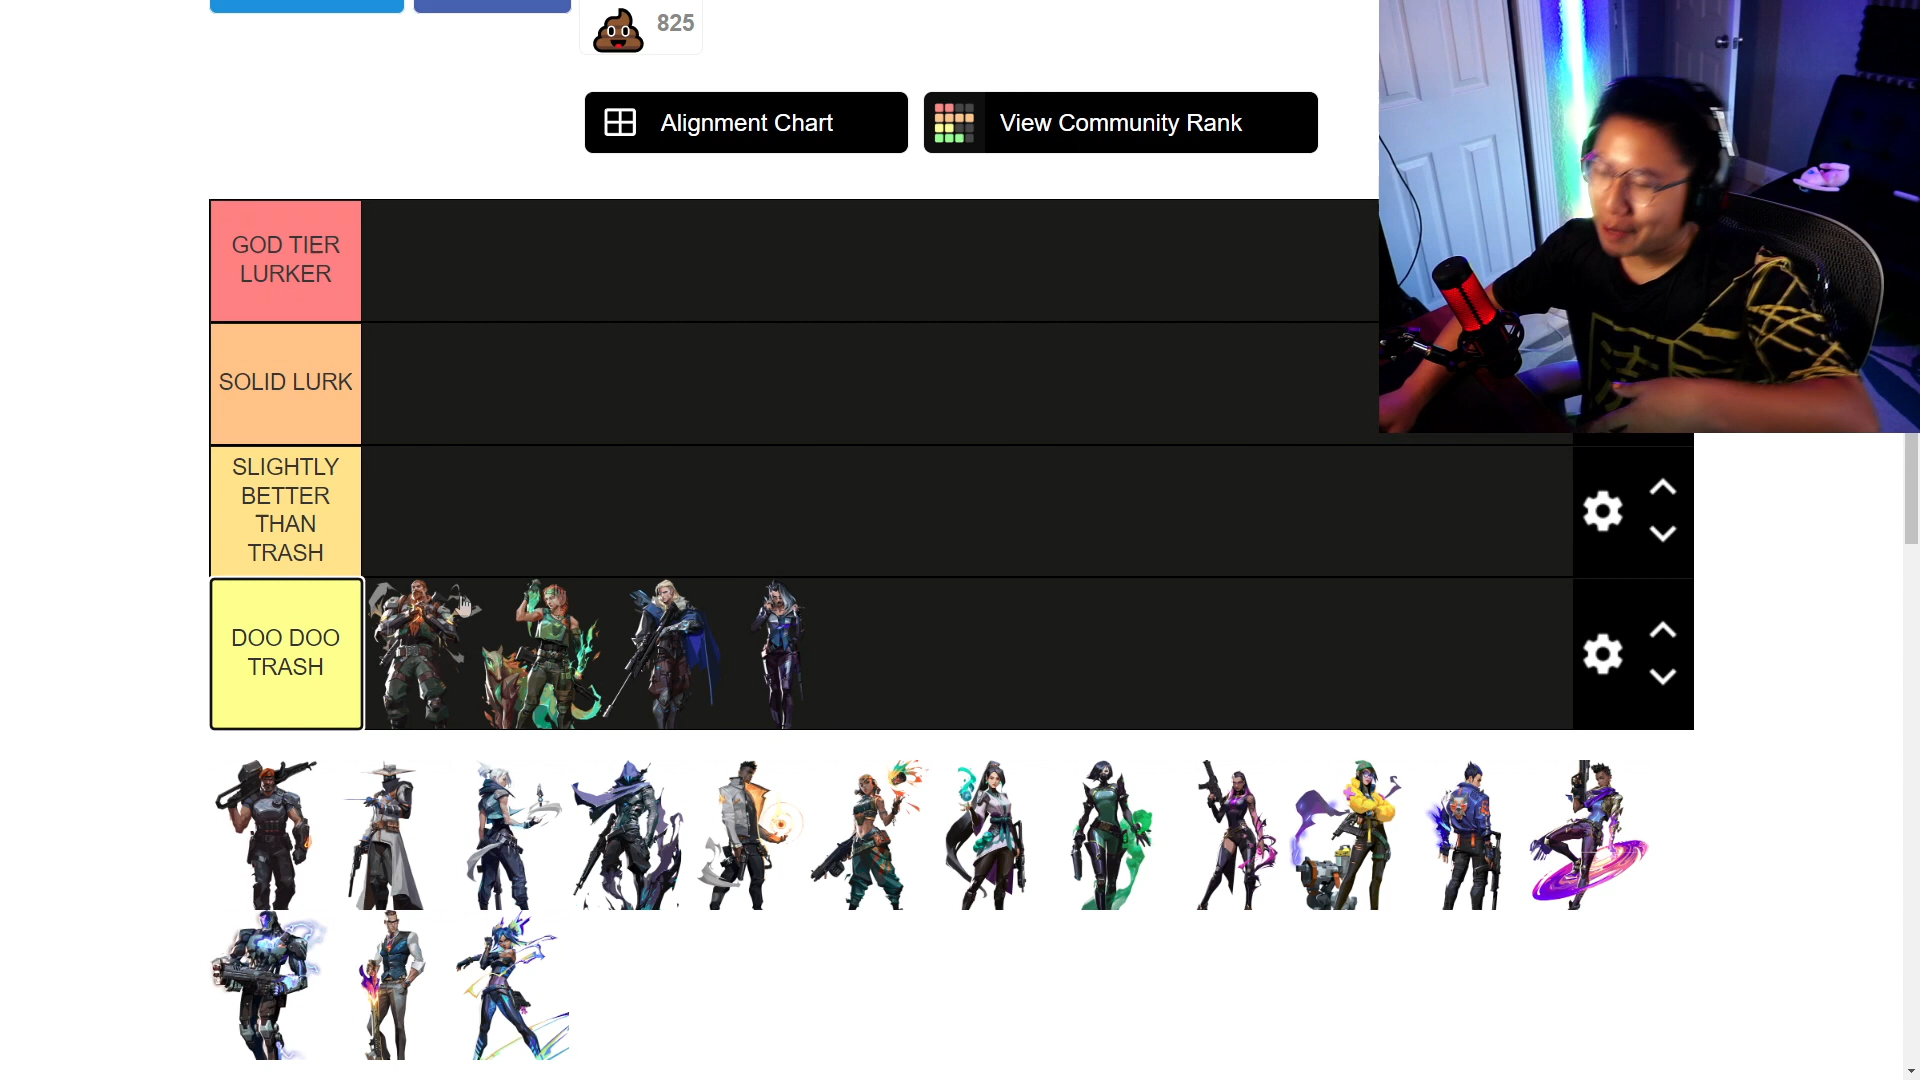 825
Alignment Chart
View Community Rank
GOD TIER
LURKER
SOLID LURK
SLIGHTLY
BETTER
THAN
TRASH
DOO DOO
TRASH